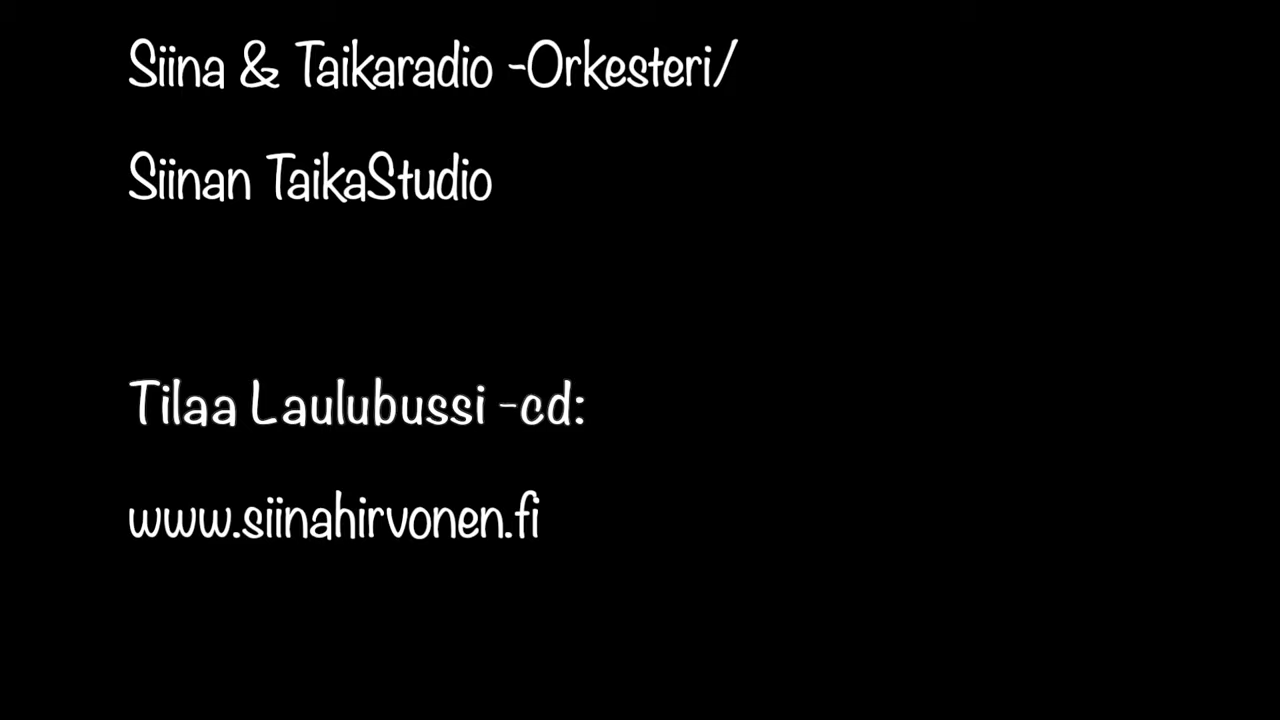 Siina & Taikaradio -Orkesteri/
Siinan TaikaStudio
Tilaa Laulubussi -cd:
www.siinahirvonen.fi